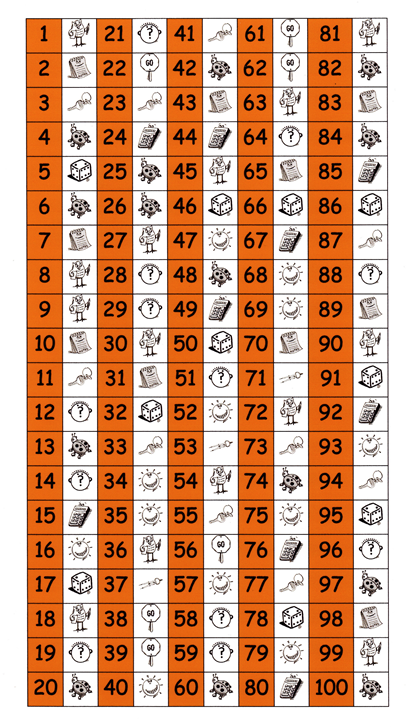 1 21 ? 41 61 GO 81
2 22 GO 42 62 GO 82
3 23 43 63 83
4 24 44 64 ? 84
5 25 45 65 85
6 26 46 66 86
7 27 47 67 87
8 28 ? 48 68 88 ?
9 29 ? 49 69 89
10 30 50 70 90
11 31 51 ? 71 91
12 ? 32 52 72 92
13 33 53 73 93
14 ? 34 54 74 94
15 35 55 75 95
16 36 56 GO 76 96 ?
17 37 57 77 97
18 38 GO 58 ? 78 98
19 ? 39 GO 59 ? 79 99
20 40 60 80 100